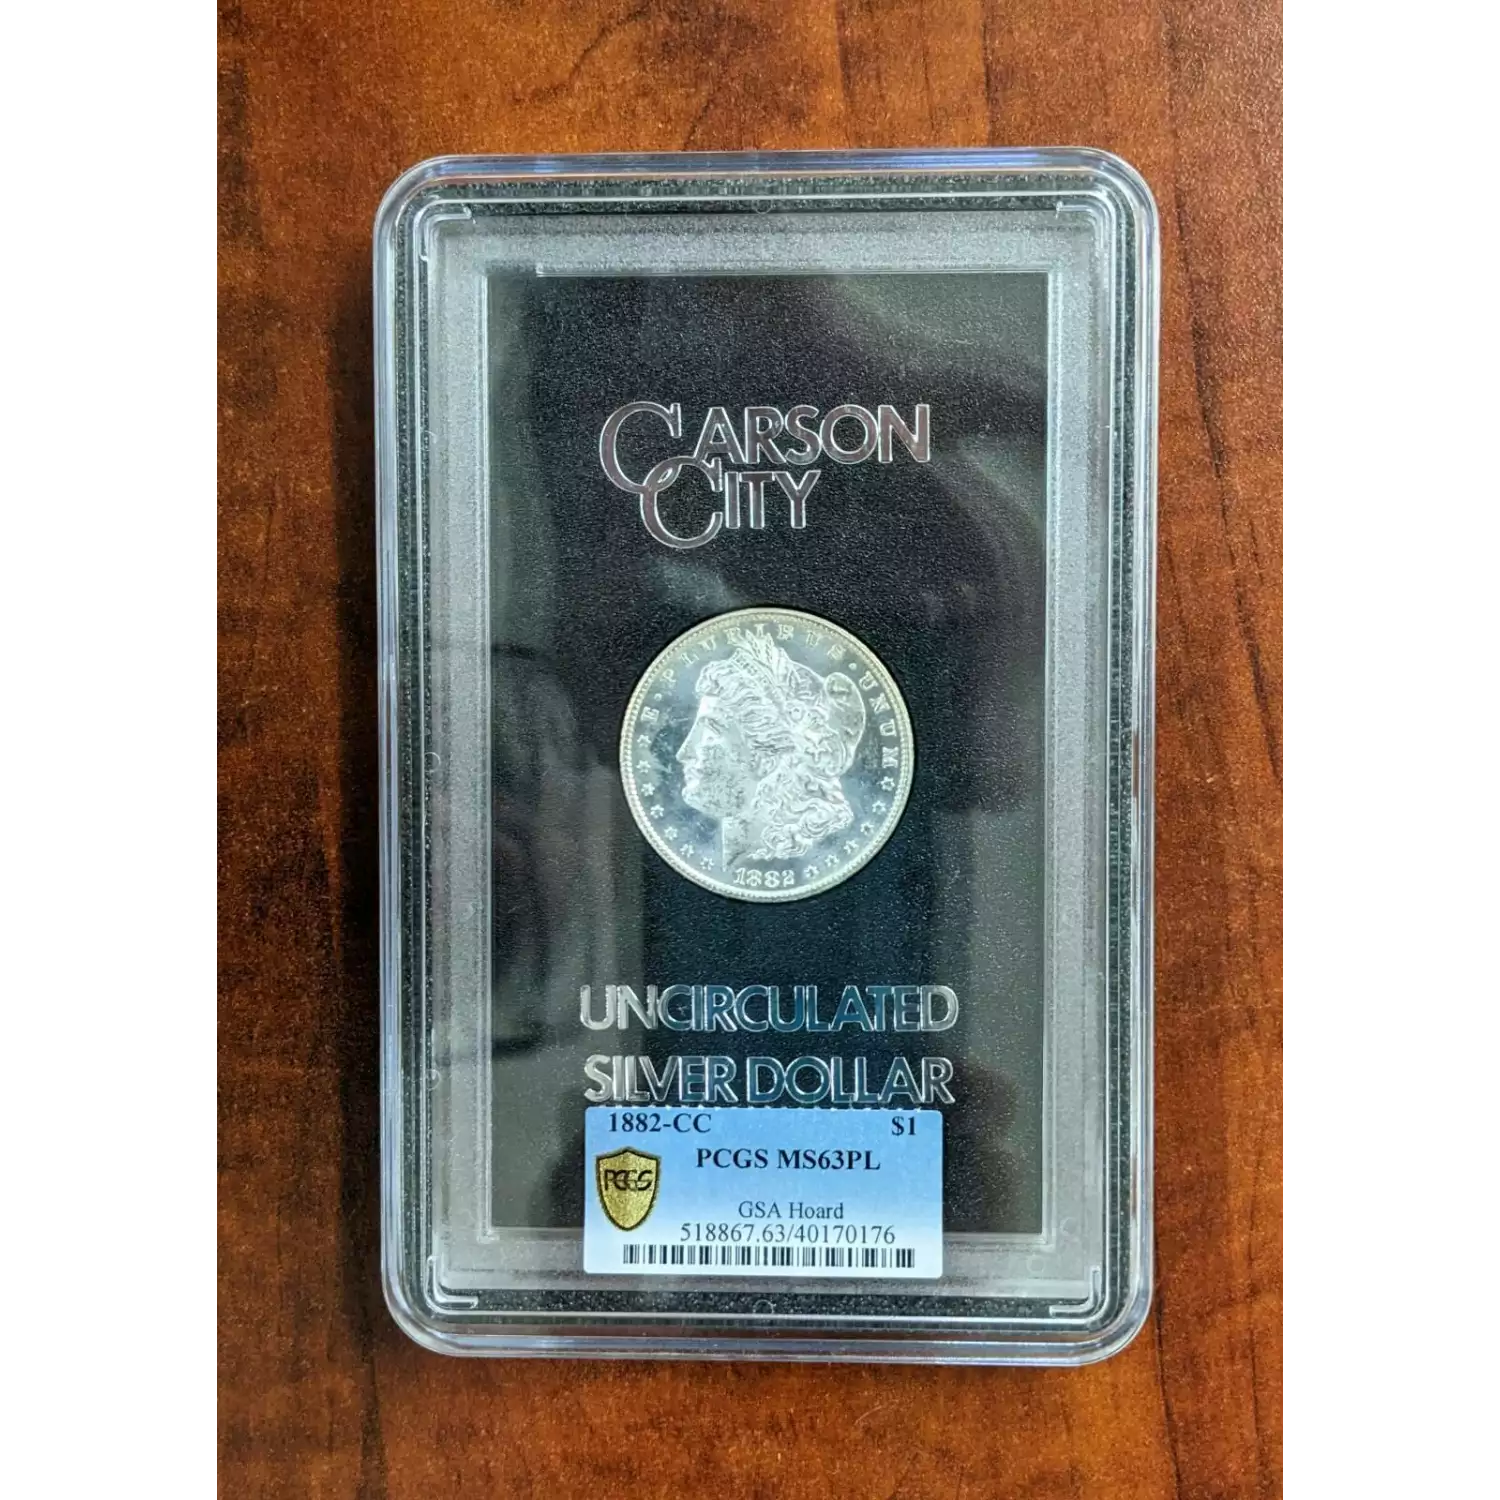 CARSON
CITY
E · PLURIBUS · UNUM
1882
UNCIRCULATED
SILVER DOLLAR
1882-CC $1
PCGS MS63PL
PCGS
GSA Hoard
518867.63/40170176